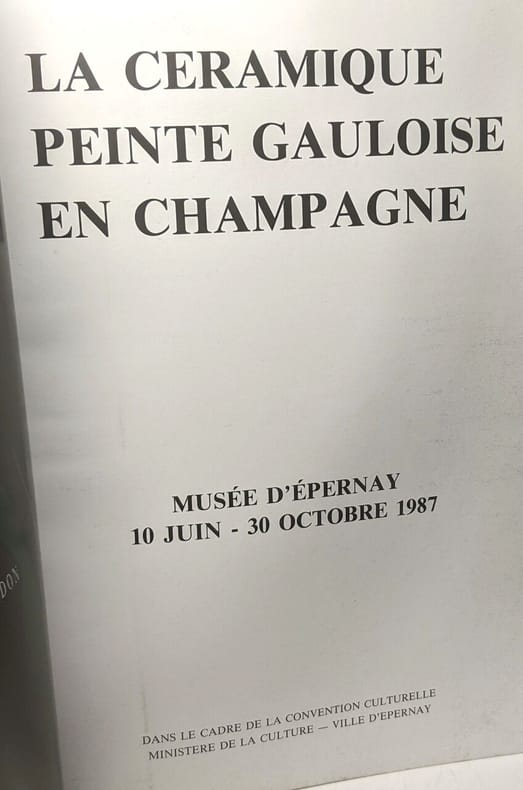 LA CERAMIQUE
PEINTE GAULOISE
EN CHAMPAGNE
MUSÉE D'ÉPERNAY
10 JUIN - 30 OCTOBRE 1987
DANS LE CADRE DE LA CONVENTION CULTURELLE
MINISTERE DE LA CULTURE — VILLE D'EPERNAY